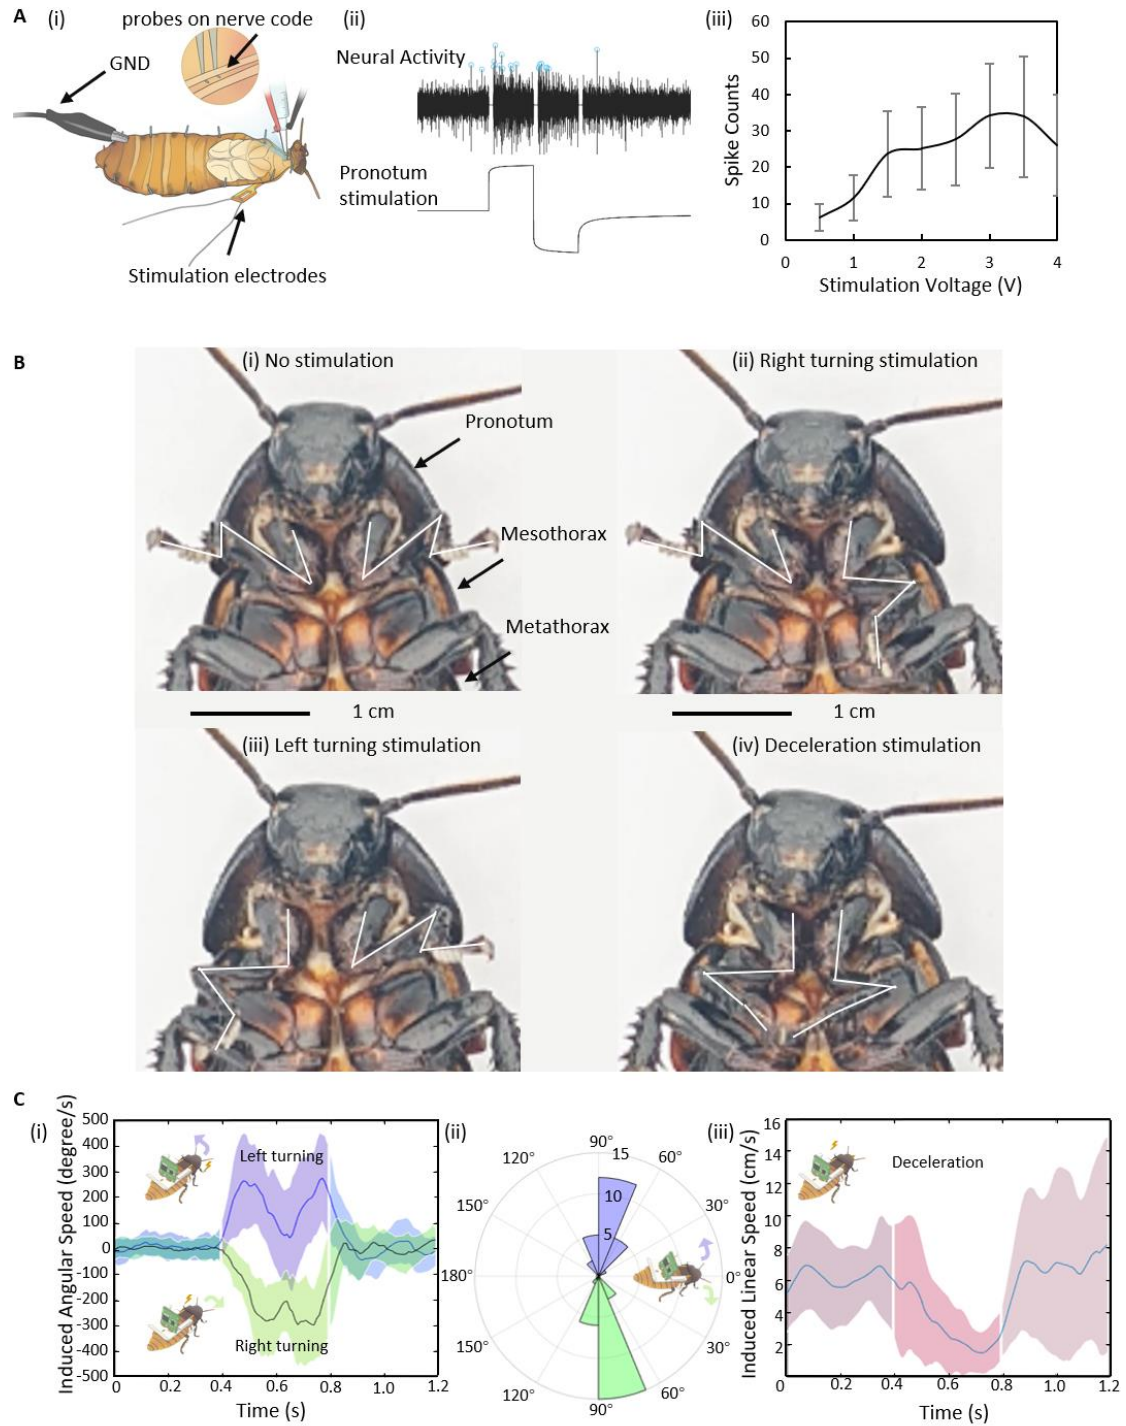 A
(i)
probes on nerve code
GND
Stimulation electrodes
(ii)
Neural Activity
Pronotum
stimulation
(iii)
Spike Counts
60
50
40
30
20
10
0
0 1 2 3 4
Stimulation Voltage (V)
B
(i) No stimulation
Pronotum
Mesothorax
Metathorax
1 cm
(ii) Right turning stimulation
1 cm
(iii) Left turning stimulation
(iv) Deceleration stimulation
C
(i)
Induced Angular Speed (degree/s)
500
400
300
200
100
0
-100
-200
-300
-400
-500
Left turning
Right turning
0 0.2 0.4 0.6 0.8 1.0 1.2
Time (s)
(ii)
90°
15
120° 60°
10
150° 30°
5
180° 0°
150° 30°
120° 60°
90°
(iii)
Induced Linear Speed (cm/s)
16
14
12
10
8
6
4
2
Deceleration
0 0.2 0.4 0.6 0.8 1.0 1.2
Time (s)